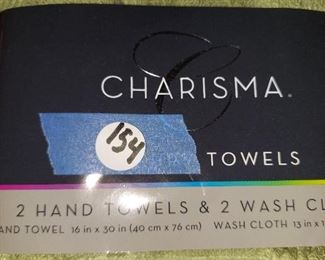 CHARISMA®
154
TOWELS
2 HAND TOWELS & 2 WASH CL
AND TOWEL 16 in x 30 in (40 cm x 76 cm) WASH CLOTH 13 in x 1